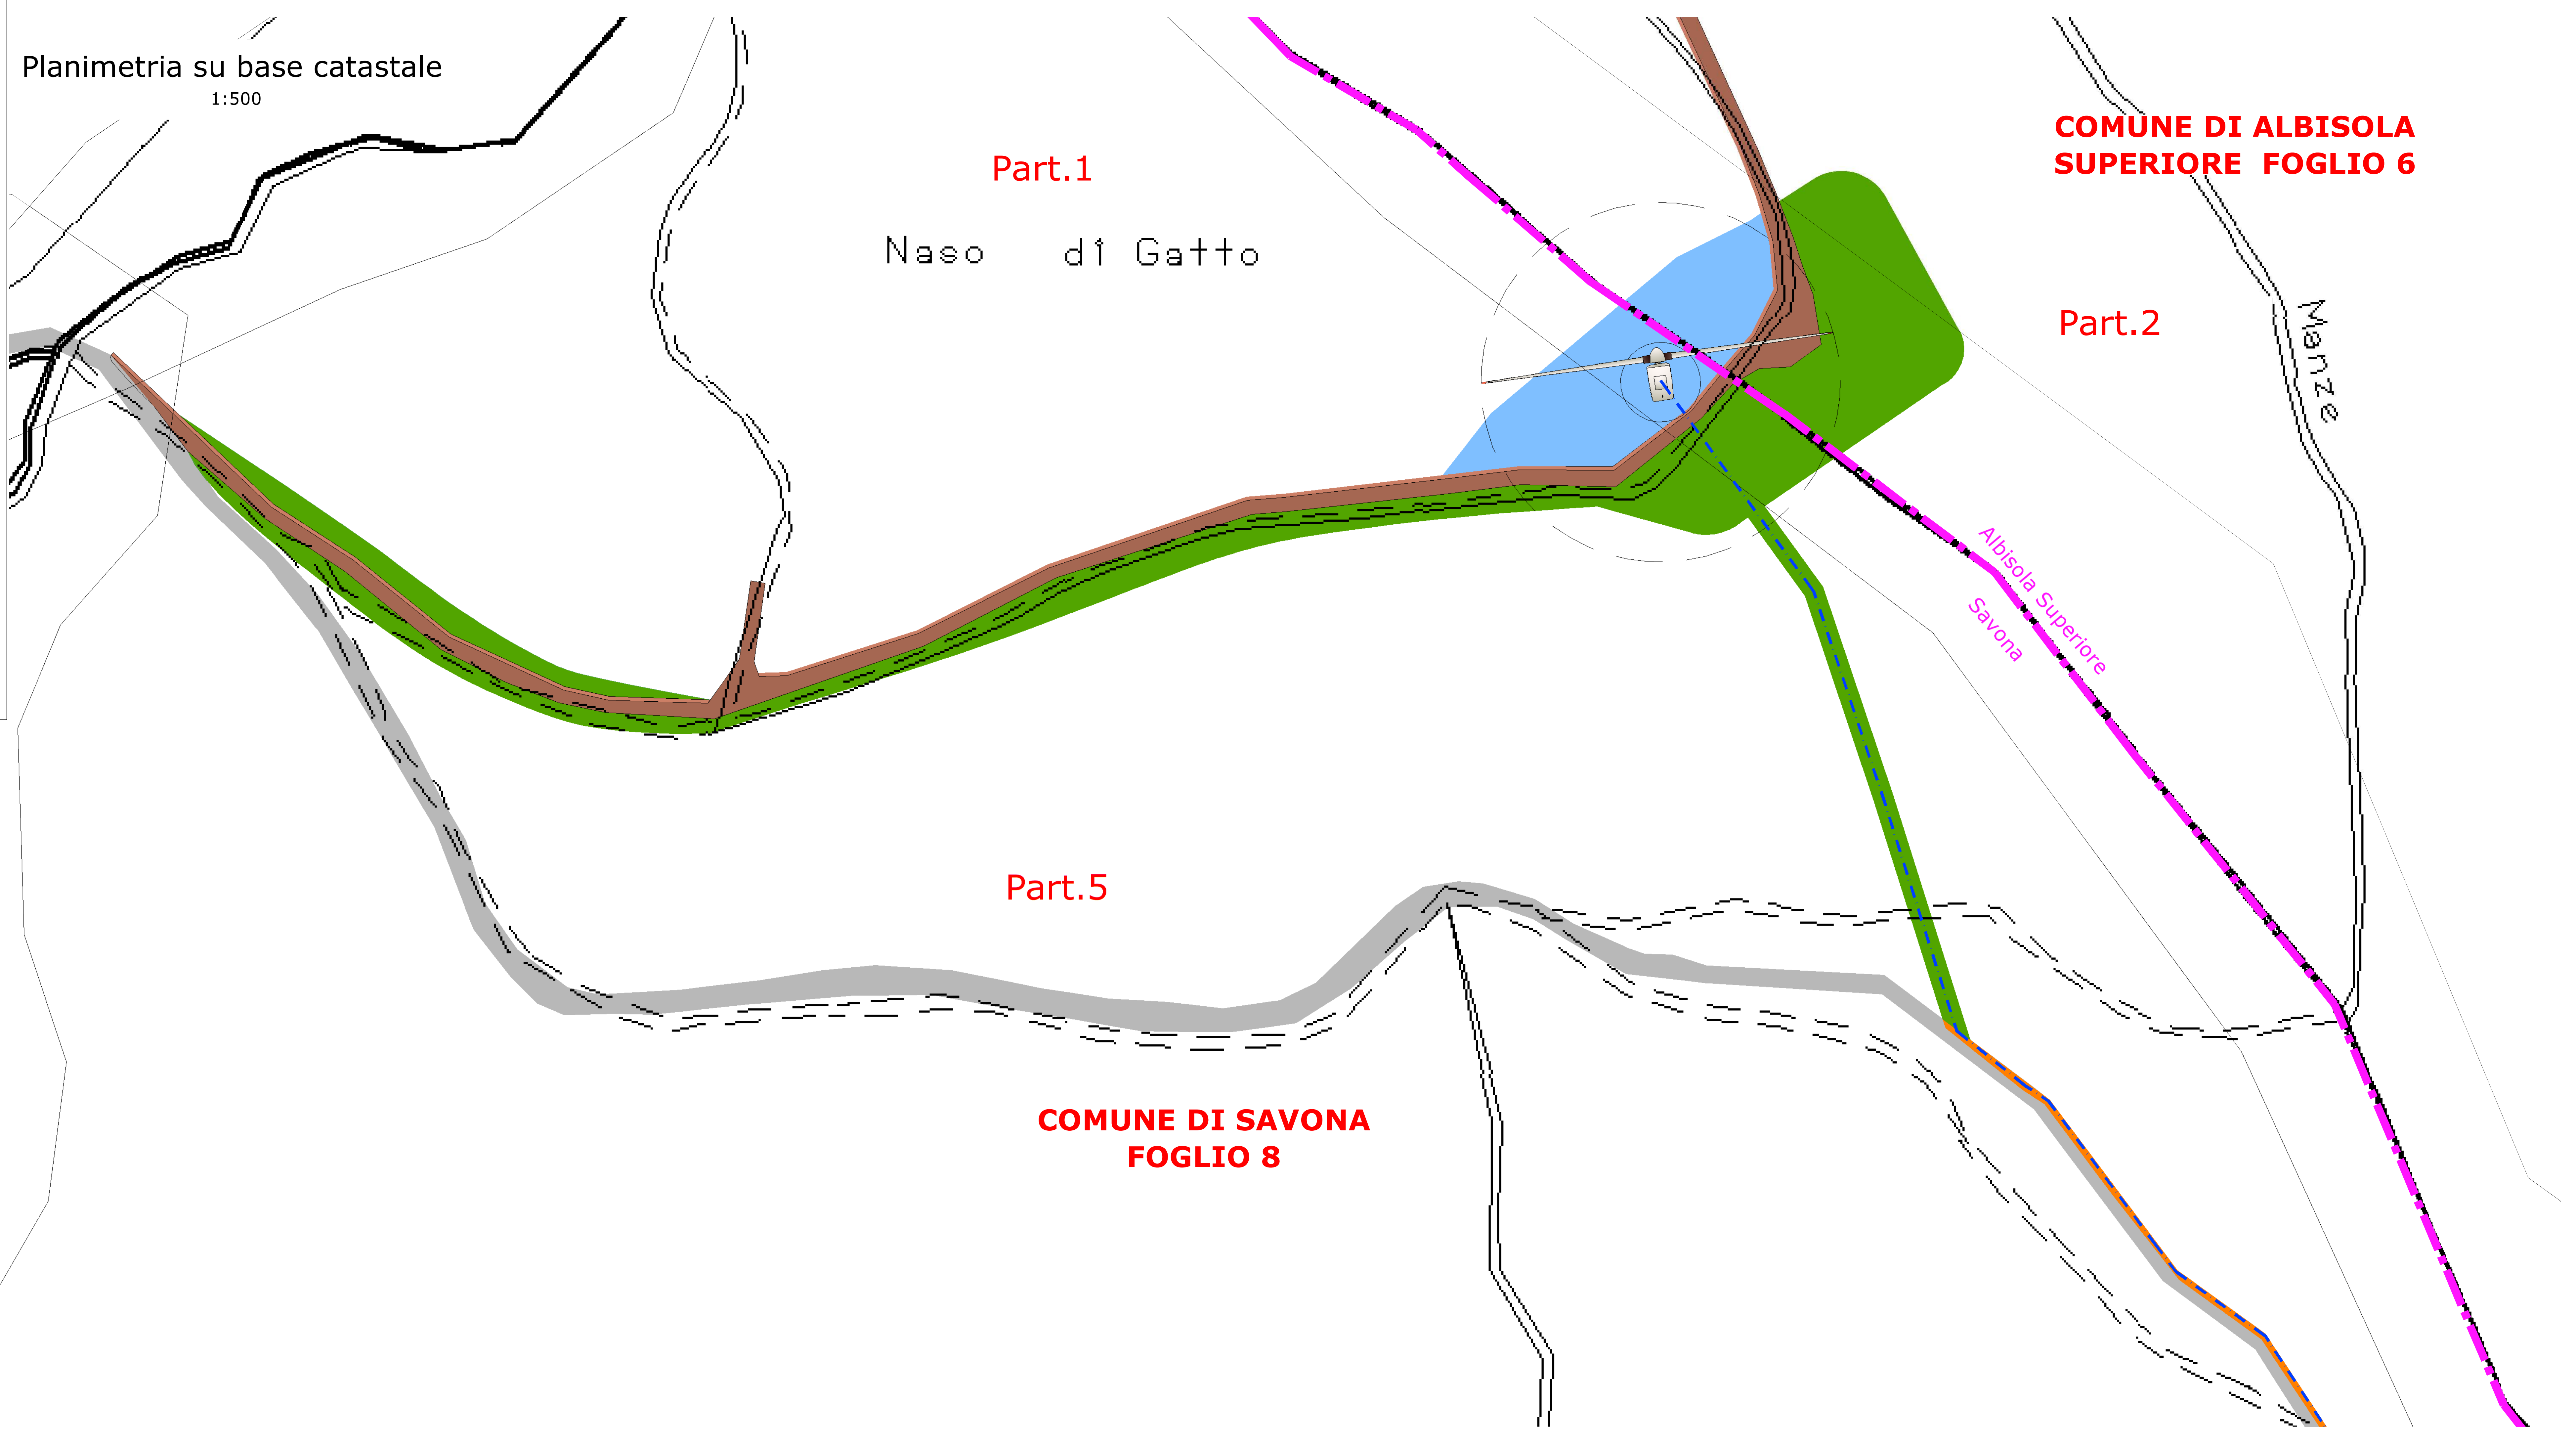 Planimetria su base catastale
1:500
COMUNE DI ALBISOLA
SUPERIORE FOGLIO 6
Part.1
Naso di Gatto
Part.2
Manze
Albisola Superiore
Savona
Part.5
COMUNE DI SAVONA
FOGLIO 8